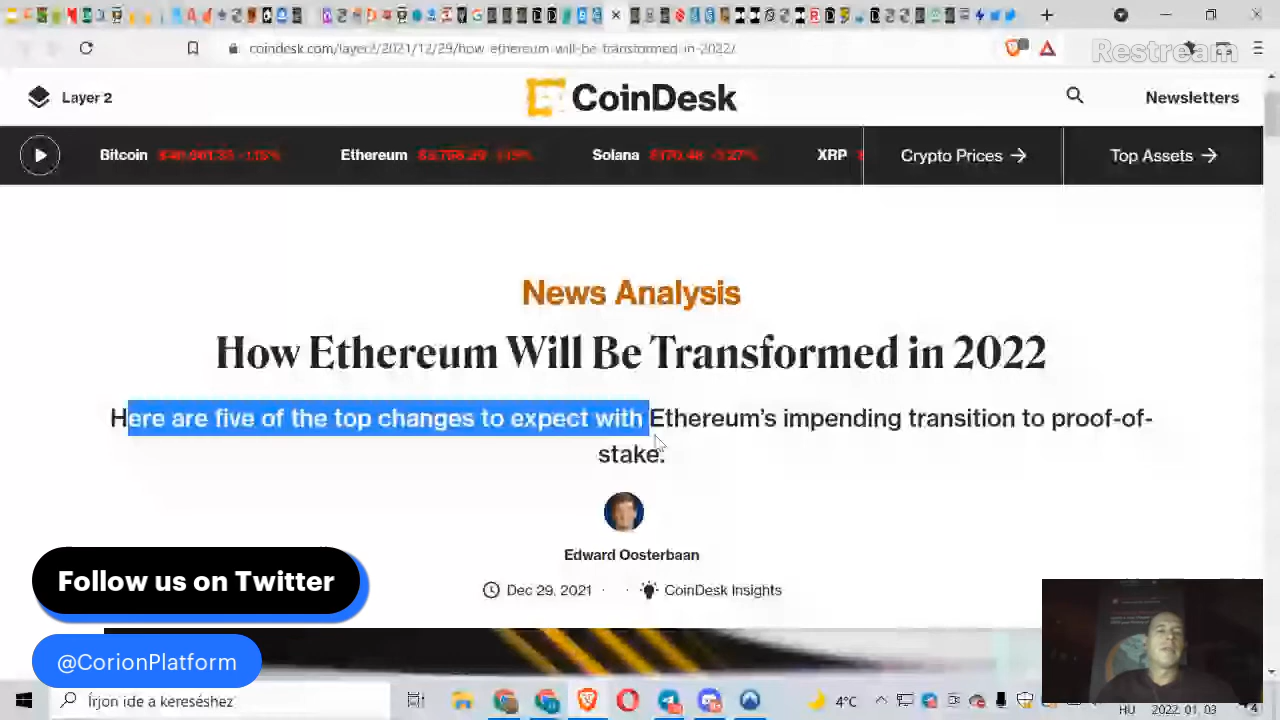 coindesk.com/layer2/2021/12/29/how-ethereum-will-be-transformed-in-2022/
Restream
Layer 2
CoinDesk
Newsletters
Bitcoin
Ethereum
Solana
XRP
Crypto Prices →
Top Assets →
News Analysis
How Ethereum Will Be Transformed in 2022
Here are five of the top changes to expect with Ethereum's impending transition to proof-of-
stake.
Edward Oosterbaan
Dec 29, 2021 · · CoinDesk Insights
Follow us on Twitter
@CorionPlatform
Írjon ide a kereséshez
4°C
HU
2022. 01. 03